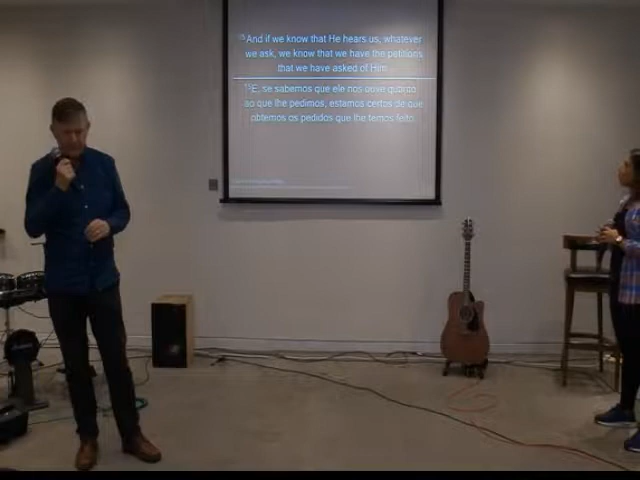 15 And if we know that He hears us, whatever
we ask, we know that we have the petitions
that we have asked of Him.
15 E, se sabemos que ele nos ouve quanto
ao que lhe pedimos, estamos certos de que
obtemos os pedidos que lhe temos feito.